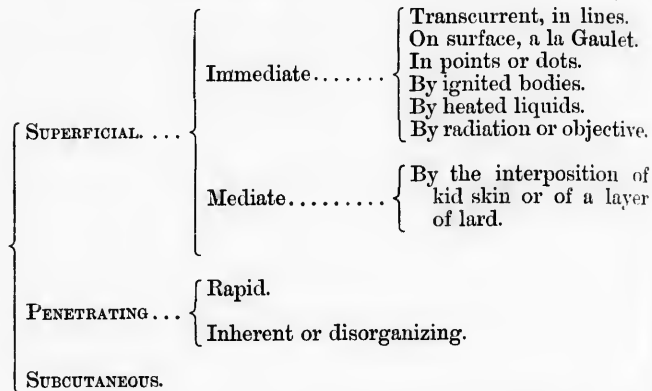 Transcurrent, in lines.
On surface, a la Gaulet.
In points or dots.
Immediate.......
By ignited bodies.
By heated liquids.
SUPERFICIAL. ...
By radiation or objective.
By the interposition of
Mediate.........
kid skin or of a layer
of lard.
Rapid.
PENETRATING...
Inherent or disorganizing.
SUBCUTANEOUS.